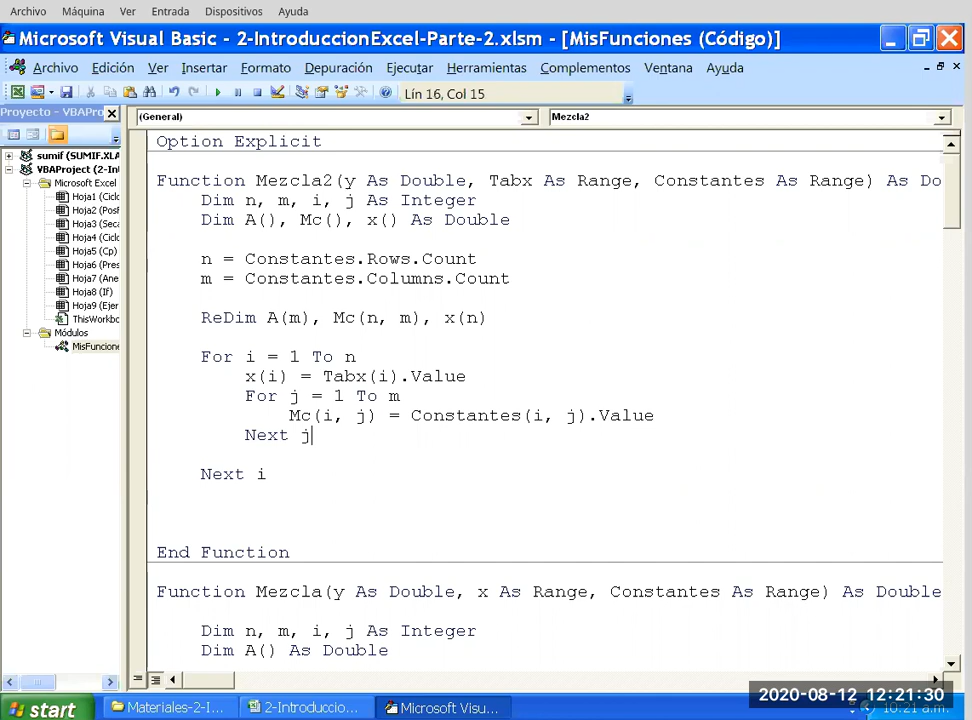 Archivo Máquina Ver Entrada Dispositivos Ayuda
Microsoft Visual Basic - 2-IntroduccionExcel-Parte-2.xlsm - [MisFunciones (Código)]
Archivo Edición Ver Insertar Formato Depuración Ejecutar Herramientas Complementos Ventana Ayuda
Lín 16, Col 15
Proyecto - VBAPro
(General) Mezcla2
sumif (SUMIF.XLA
VBAProject (2-In
Microsoft Excel
Hoja1 (Ciclo
Hoja2 (Posf
Hoja3 (Seca
Hoja4 (Ciclo
Hoja5 (Cp)
Hoja6 (Pres
Hoja7 (Ane
Hoja8 (If)
Hoja9 (Ejer
ThisWorkbo
Módulos
MisFuncione
Option Explicit
Function Mezcla2(y As Double, Tabx As Range, Constantes As Range) As Do
Dim n, m, i, j As Integer
Dim A(), Mc(), x() As Double
n = Constantes.Rows.Count
m = Constantes.Columns.Count
ReDim A(m), Mc(n, m), x(n)
For i = 1 To n
x(i) = Tabx(i).Value
For j = 1 To m
Mc(i, j) = Constantes(i, j).Value
Next j
Next i
End Function
Function Mezcla(y As Double, x As Range, Constantes As Range) As Double
Dim n, m, i, j As Integer
Dim A() As Double
start Materiales-2-I... 2-Introduccio... Microsoft Visu... 10:21 a.m.
2020-08-12 12:21:30